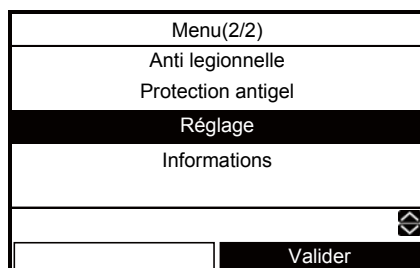 Menu(2/2)
Anti legionnelle
Protection antigel
Réglage
Informations
Valider